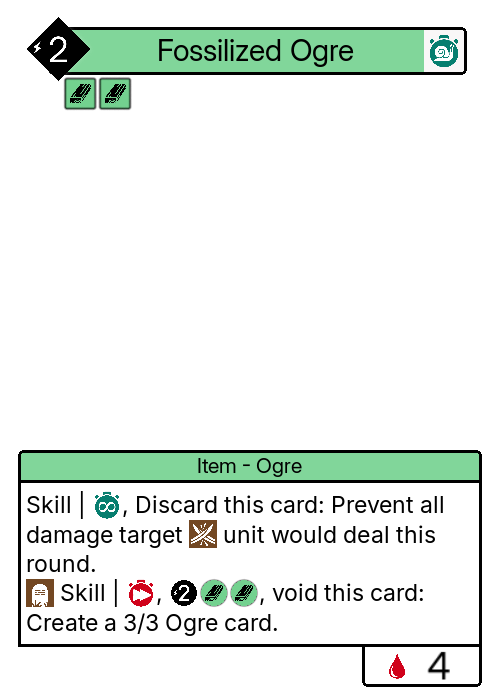 2 Fossilized Ogre
Item - Ogre
Skill | , Discard this card: Prevent all
damage target unit would deal this
round.
Skill | , 2 , void this card:
Create a 3/3 Ogre card.
4